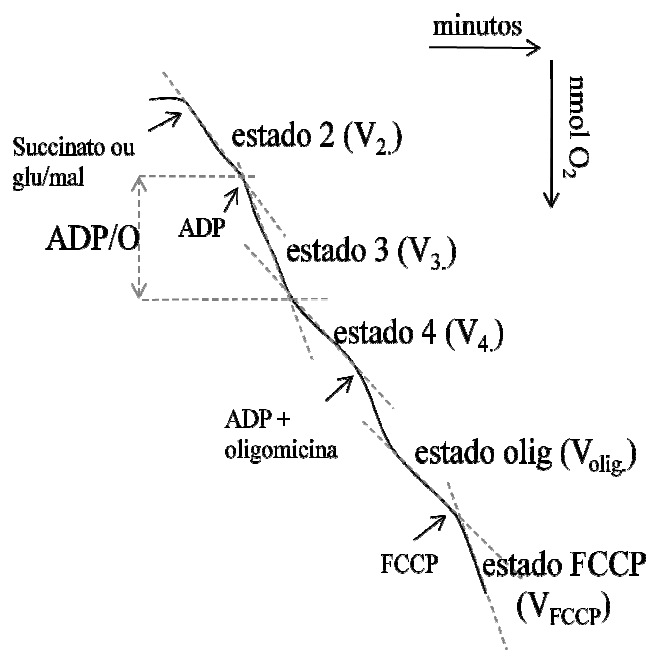 minutos
nmol O₂
Succinato ou
glu/mal
estado 2 (V₂.)
ADP/O
ADP
estado 3 (V₃.)
estado 4 (V₄.)
ADP +
oligomicina
estado olig (Vₒₗᵢg.)
FCCP
estado FCCP
(V_FCCP)